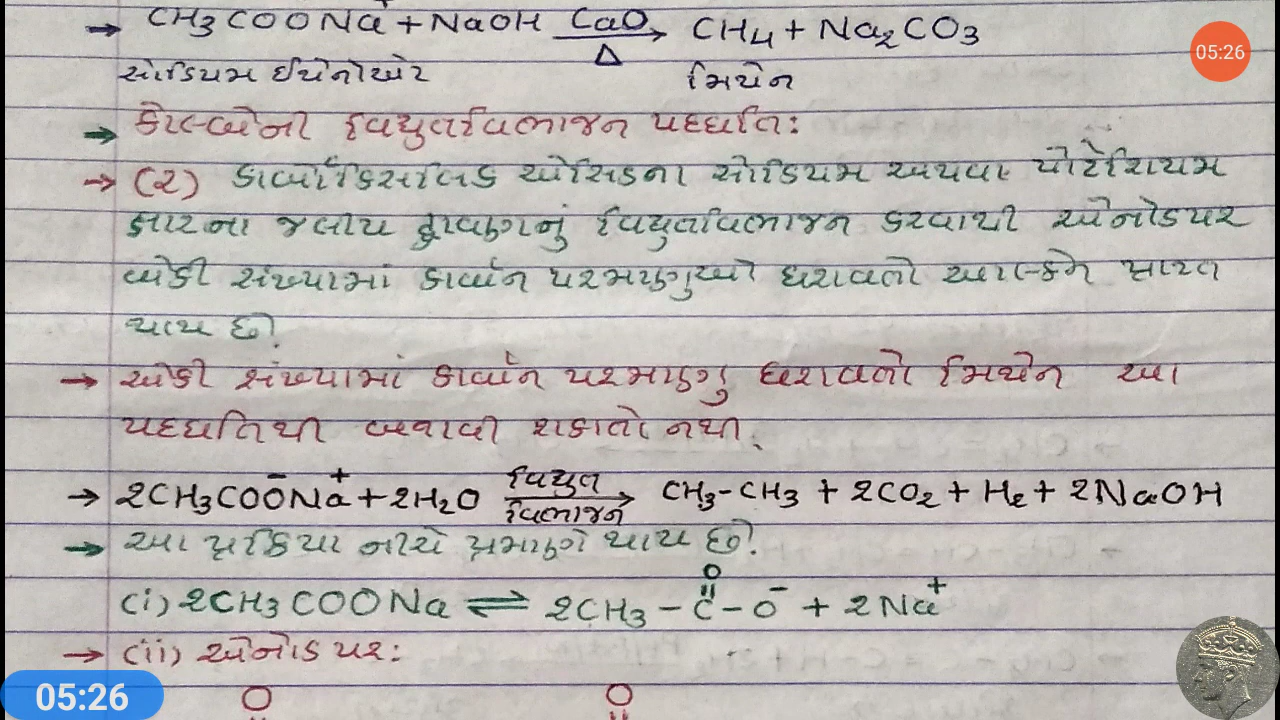 → CH3COONa⁺ + NaOH —CaO/Δ→ CH4 + Na2CO3
સોડિયમ ઈથેનોએટ મિથેન
→ કોલ્બેની વિદ્યુતવિભાજન પદ્ધતિ:
→ (૨) કાર્બોક્સિલિક એસિડના સોડિયમ અથવા પોટેશિયમ
ક્ષારના જલીય દ્રાવણનું વિદ્યુતવિભાજન કરવાથી એનોડ પર
બેકી સંખ્યામાં કાર્બન પરમાણુઓ ધરાવતો આલ્કેન પ્રાપ્ત
થાય છે.
→ એકી સંખ્યામાં કાર્બન પરમાણુ ધરાવતો મિથેન આ
પદ્ધતિથી બનાવી શકાતો નથી.
→ 2CH3COO⁻Na⁺ + 2H2O —વિદ્યુત વિભાજન→ CH3-CH3 + 2CO2 + H2 + 2NaOH
→ આ પ્રક્રિયા નીચે પ્રમાણે થાય છે.
O
(i) 2CH3COONa ⇌ 2CH3 - C - O⁻ + 2Na⁺
→ (ii) એનોડ પર:
O O
05:26
05:26